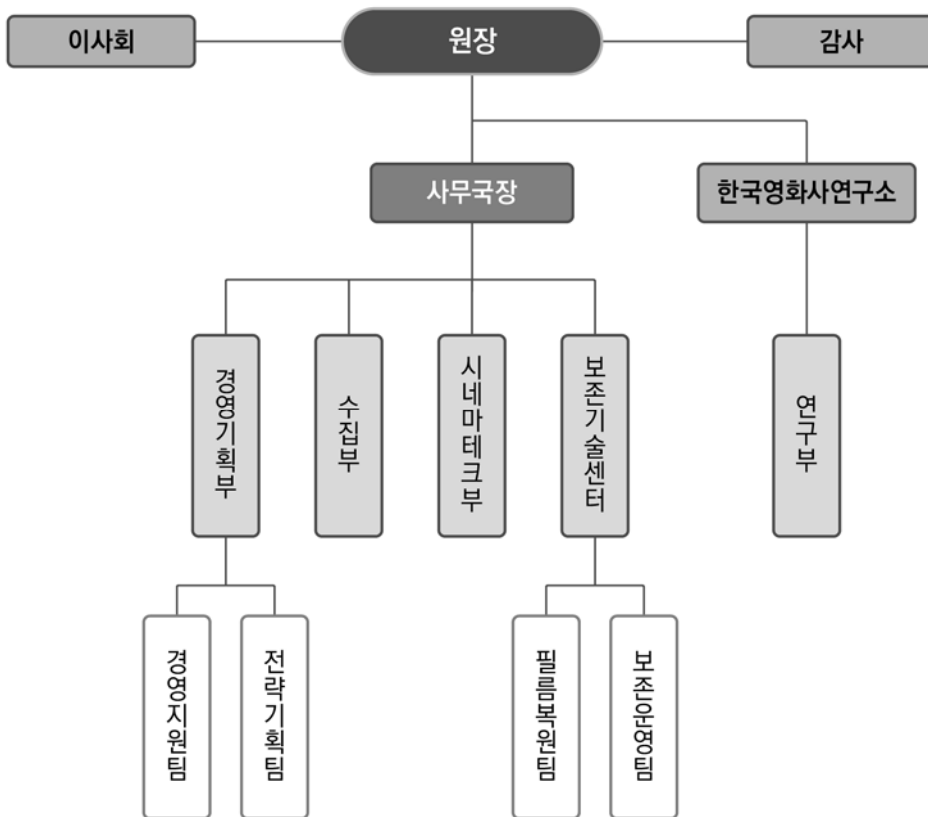 이사회
원장
감사
사무국장
한국영화사연구소
경영기획부
수집부
시네마테크부
보존기술센터
연구부
경영지원팀
전략기획팀
필름복원팀
보존운영팀